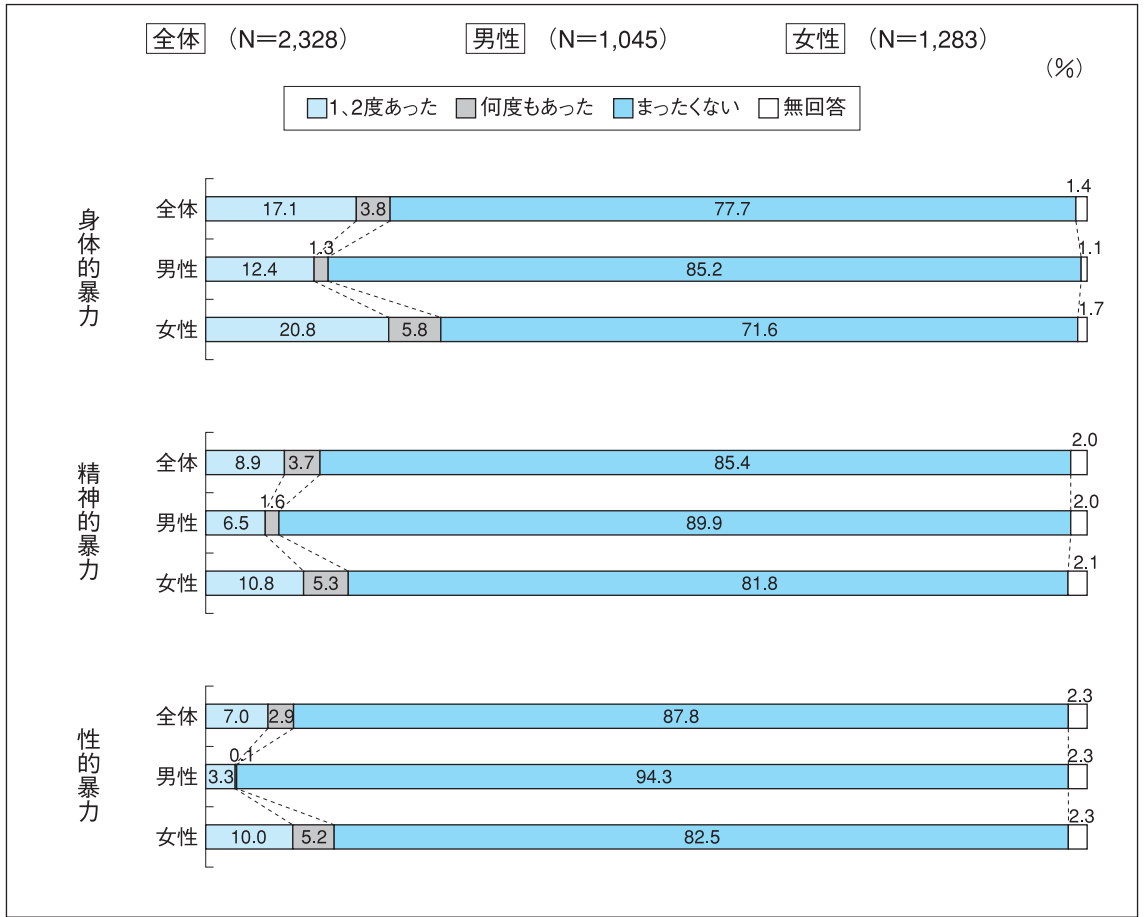 全体 （N＝2,328） 男性 （N＝1,045） 女性 （N＝1,283）
（%）
1、2度あった 何度もあった まったくない 無回答
身体的暴力
全体 17.1 3.8 77.7 1.4
男性 12.4 1.3 85.2 1.1
女性 20.8 5.8 71.6 1.7
精神的暴力
全体 8.9 3.7 85.4 2.0
男性 6.5 1.6 89.9 2.0
女性 10.8 5.3 81.8 2.1
性的暴力
全体 7.0 2.9 87.8 2.3
男性 3.3 0.1 94.3 2.3
女性 10.0 5.2 82.5 2.3